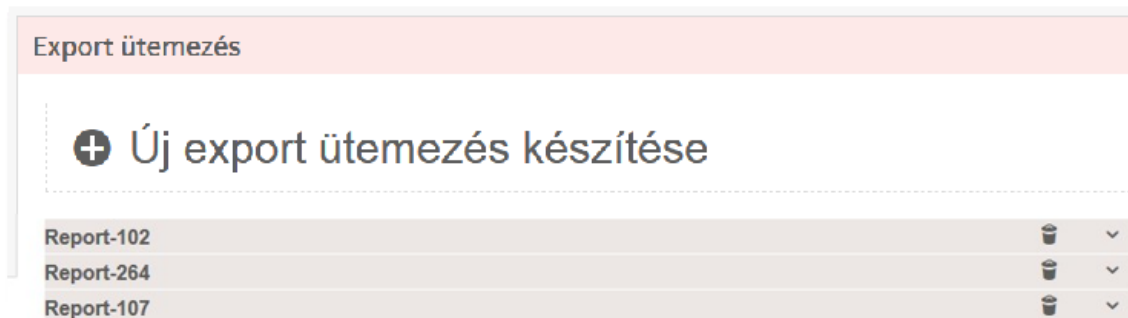 Export ütemezés
Új export ütemezés készítése
Report-102
Report-264
Report-107